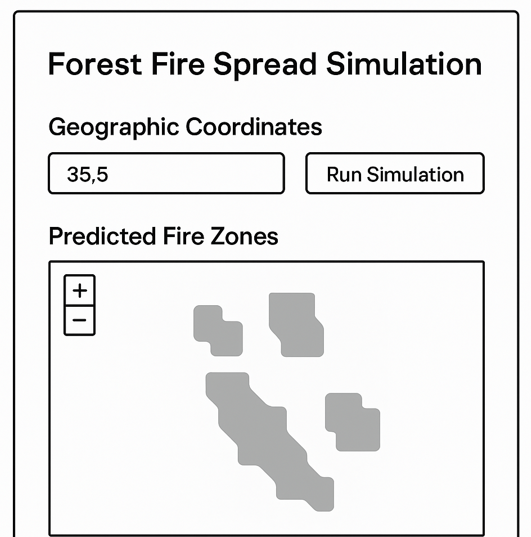 Forest Fire Spread Simulation
Geographic Coordinates
35,5
Run Simulation
Predicted Fire Zones
+
−